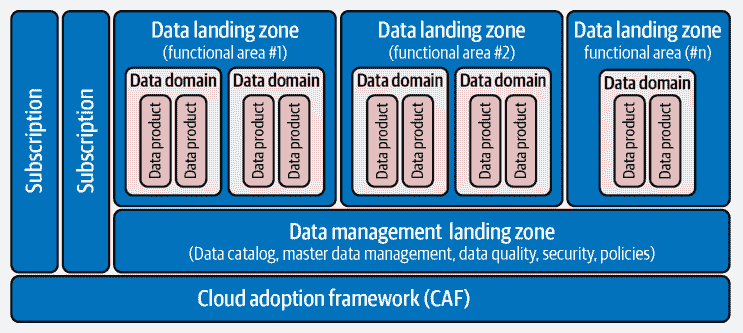 Subscription
Subscription
Data landing zone
(functional area #1)
Data domain
Data product
Data product
Data domain
Data product
Data product
Data landing zone
(functional area #2)
Data domain
Data product
Data product
Data domain
Data product
Data product
Data landing zone
functional area (#n)
Data domain
Data product
Data product
Data management landing zone
(Data catalog, master data management, data quality, security, policies)
Cloud adoption framework (CAF)